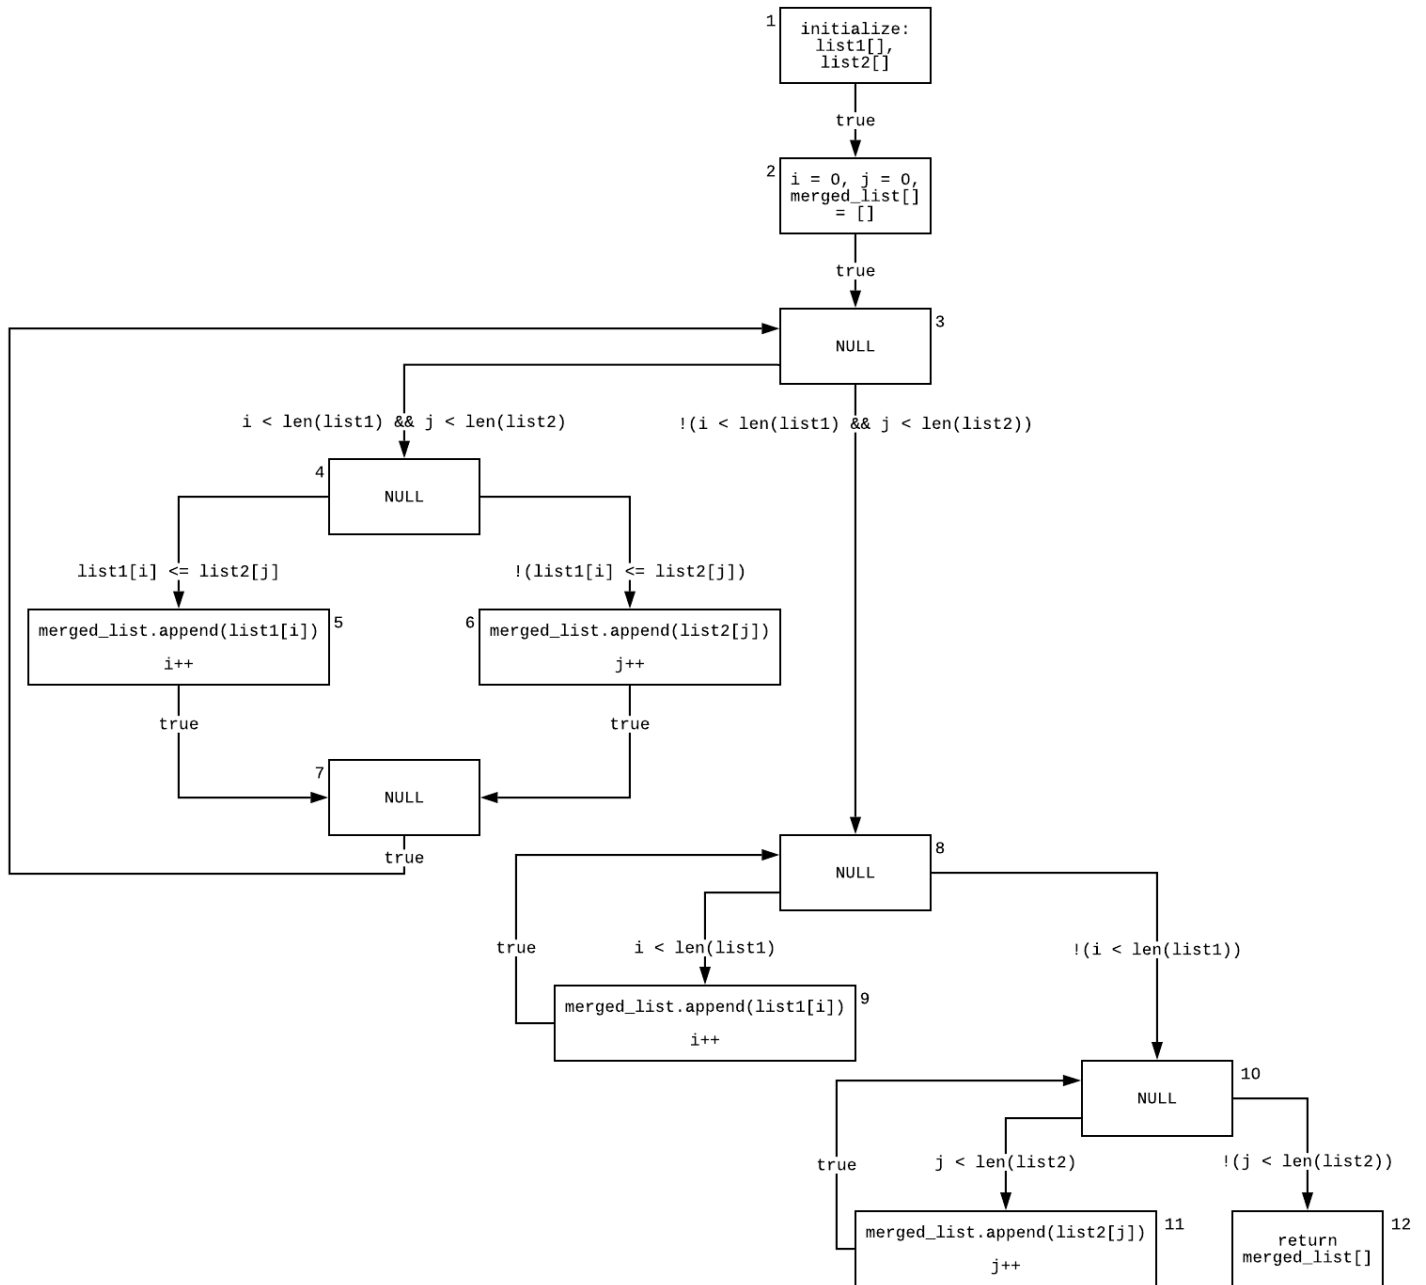 1
initialize:
list1[],
list2[]
true
2
i = 0, j = 0,
merged_list[]
= []
true
3
NULL
i < len(list1) && j < len(list2)
!(i < len(list1) && j < len(list2))
4
NULL
list1[i] <= list2[j]
!(list1[i] <= list2[j])
merged_list.append(list1[i])
i++
5
6
merged_list.append(list2[j])
j++
true
true
7
NULL
true
8
NULL
true
i < len(list1)
!(i < len(list1))
merged_list.append(list1[i])
i++
9
10
NULL
true
j < len(list2)
!(j < len(list2))
merged_list.append(list2[j])
j++
11
return
merged_list[]
12